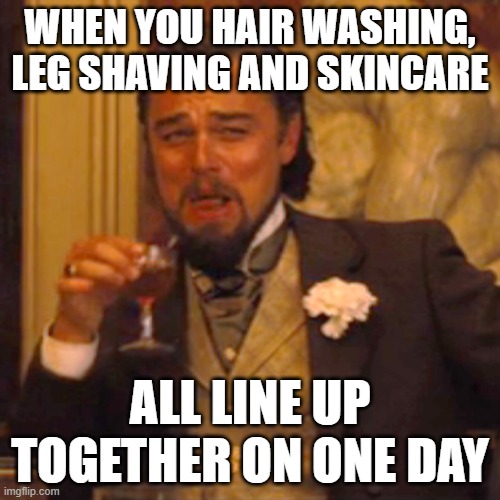 WHEN YOU HAIR WASHING,
LEG SHAVING AND SKINCARE
ALL LINE UP
TOGETHER ON ONE DAY
imgflip.com